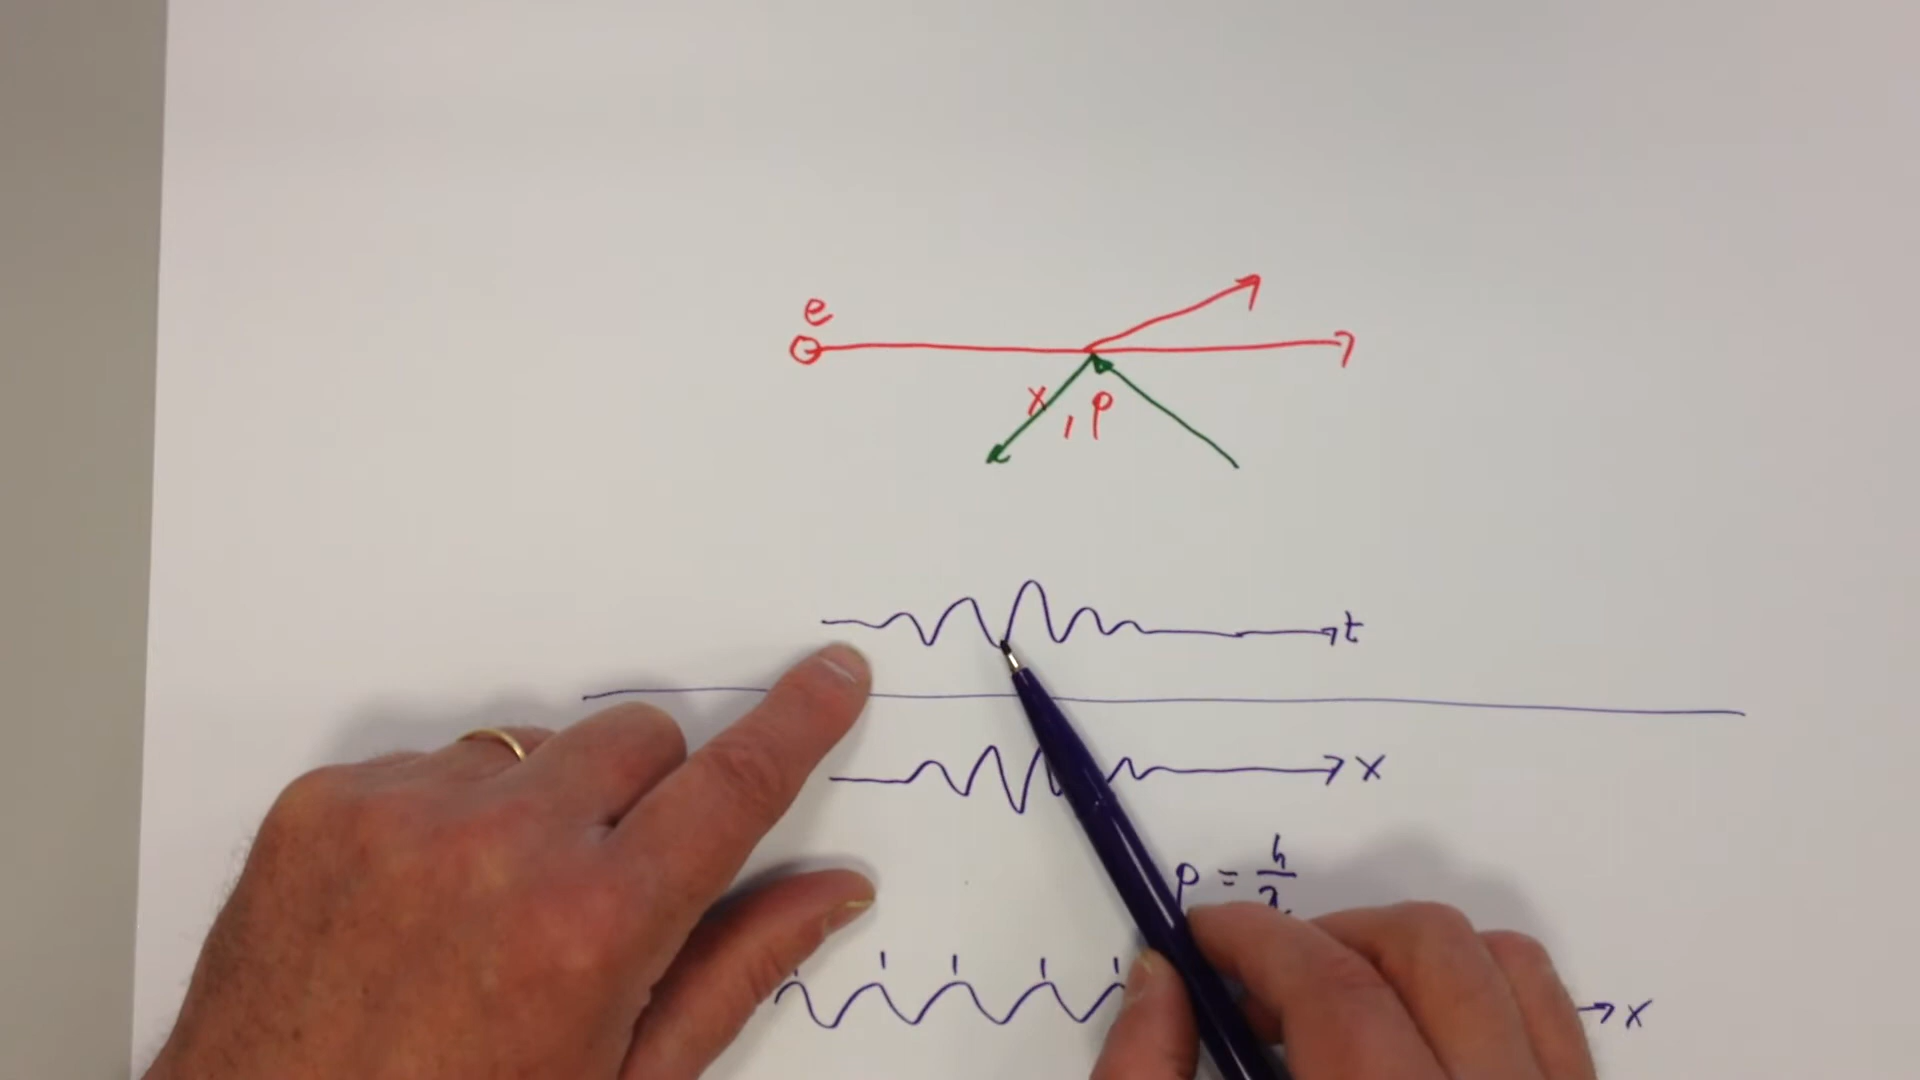 e
x, p
t
x
p = h/λ
x